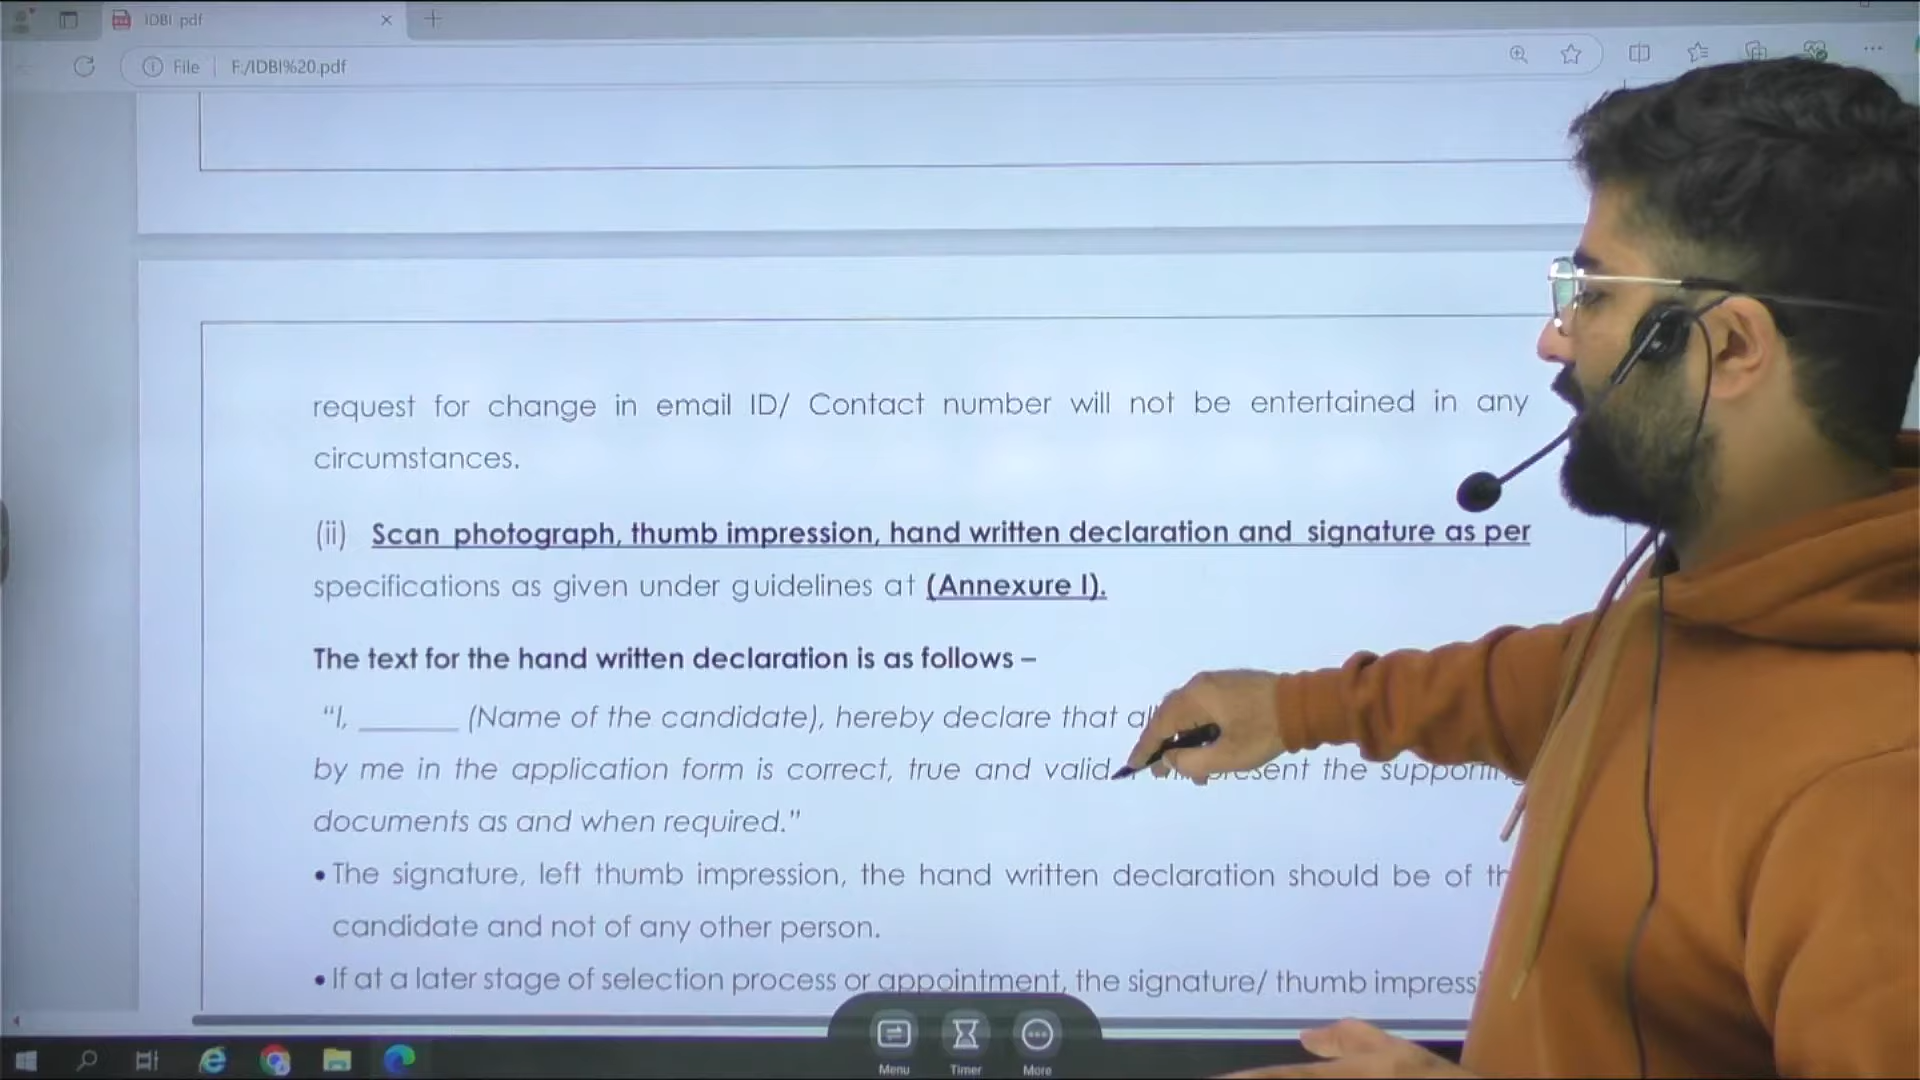 IDBI pdf
File F:/IDBI%20.pdf
request for change in email ID/ Contact number will not be entertained in any
circumstances.
(ii) Scan photograph, thumb impression, hand written declaration and signature as per
specifications as given under guidelines at (Annexure I).
The text for the hand written declaration is as follows –
“I, ______ (Name of the candidate), hereby declare that
by me in the application form is correct, true and valid. the supporting
documents as and when required.”
• The signature, left thumb impression, the hand written declaration should be of
candidate and not of any other person.
• If at a later stage of selection process or appointment, the signature/ thumb
Menu Timer More